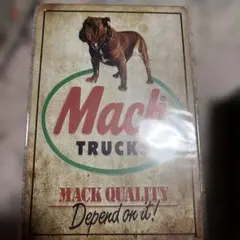 Mack
TRUCKS
MACK QUALITY
Depend on it!